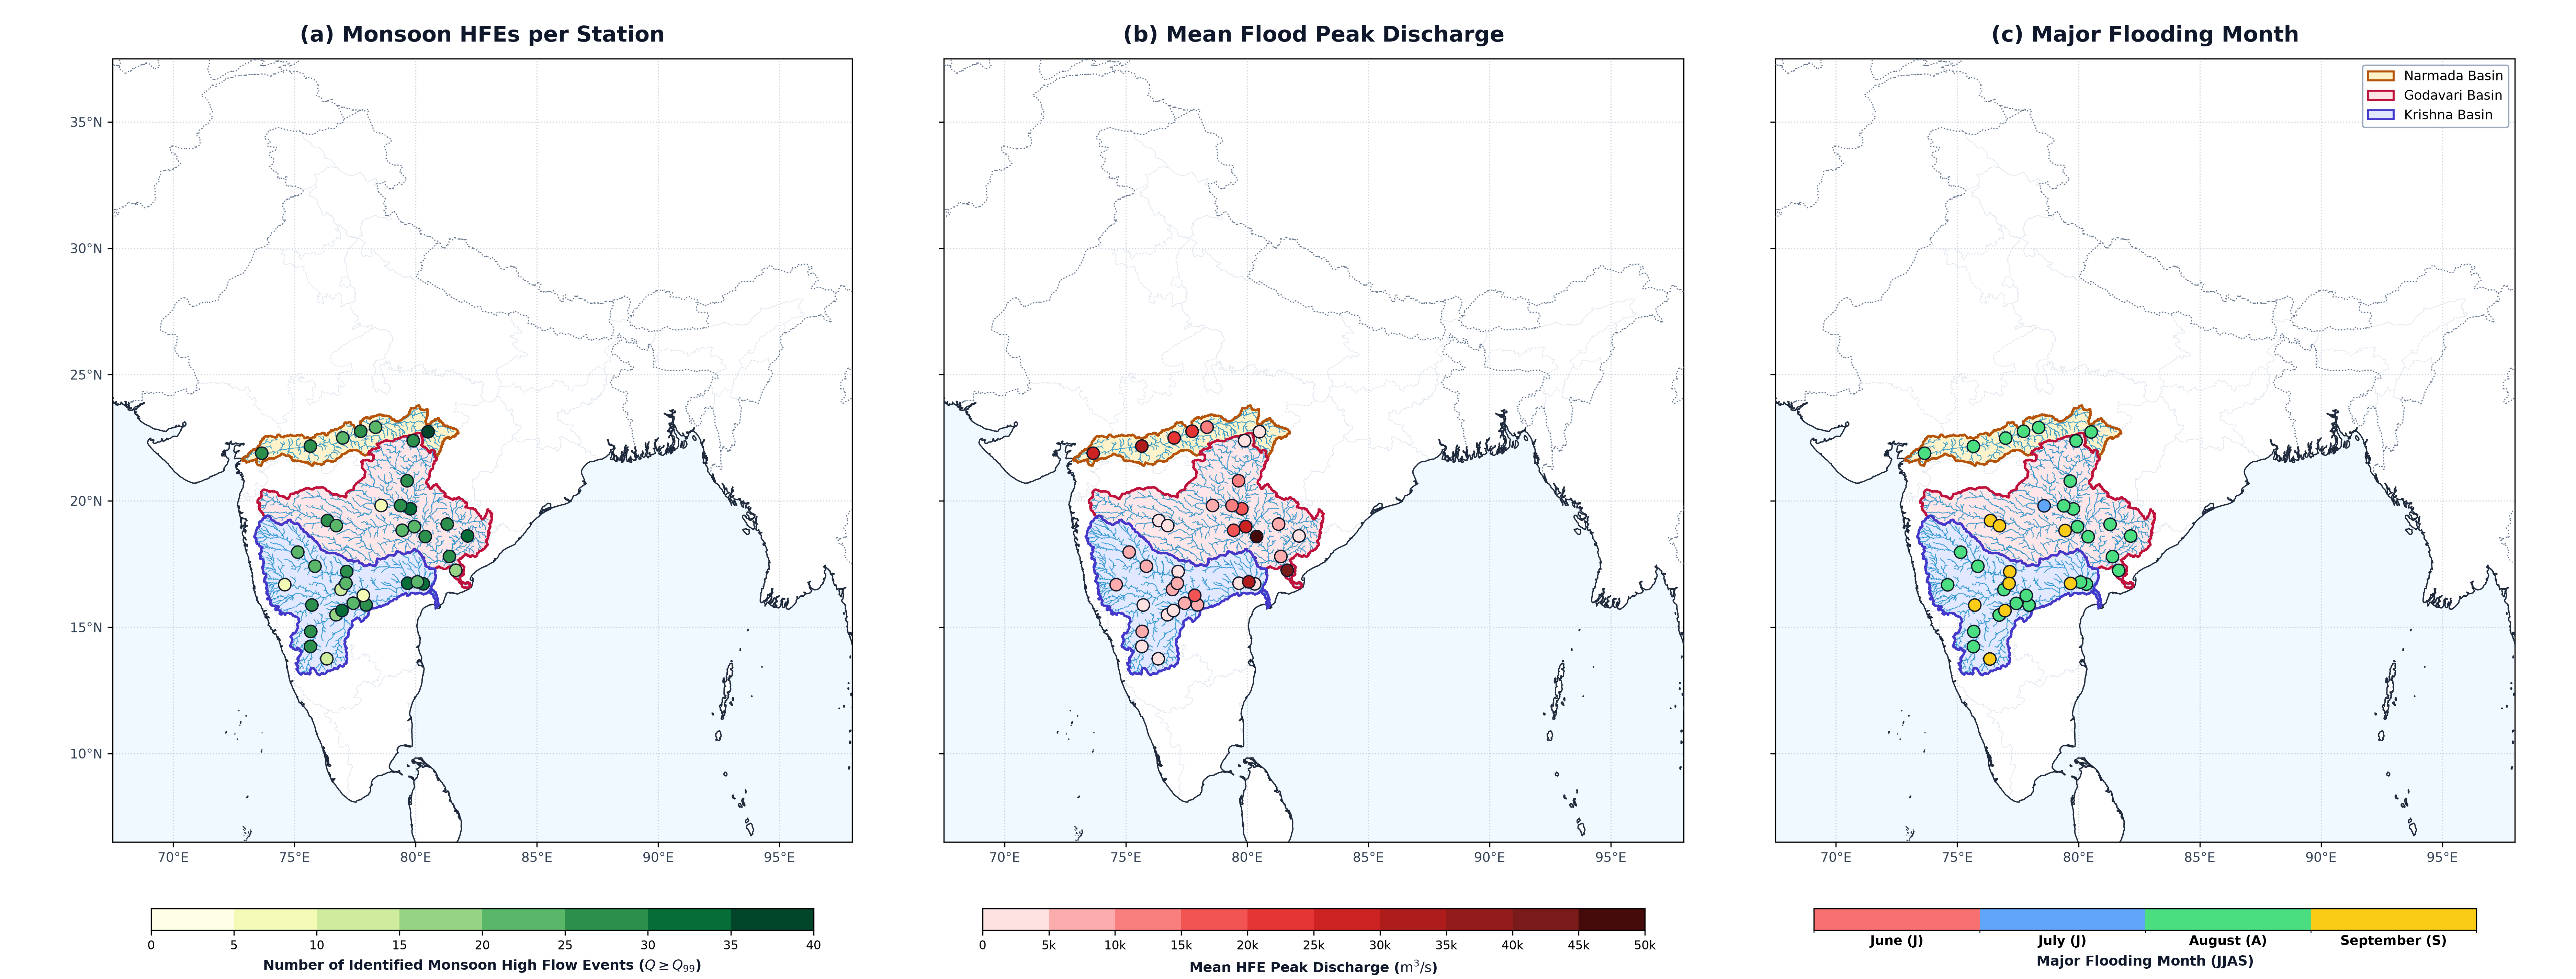 (a) Monsoon HFEs per Station
(b) Mean Flood Peak Discharge
(c) Major Flooding Month
Narmada Basin
Godavari Basin
Krishna Basin
35°N
30°N
25°N
20°N
15°N
10°N
70°E 75°E 80°E 85°E 90°E 95°E
70°E 75°E 80°E 85°E 90°E 95°E
70°E 75°E 80°E 85°E 90°E 95°E
0 5 10 15 20 25 30 35 40
Number of Identified Monsoon High Flow Events (Q ≥ Q₉₉)
0 5k 10k 15k 20k 25k 30k 35k 40k 45k 50k
Mean HFE Peak Discharge (m³/s)
June (J) July (J) August (A) September (S)
Major Flooding Month (JJAS)